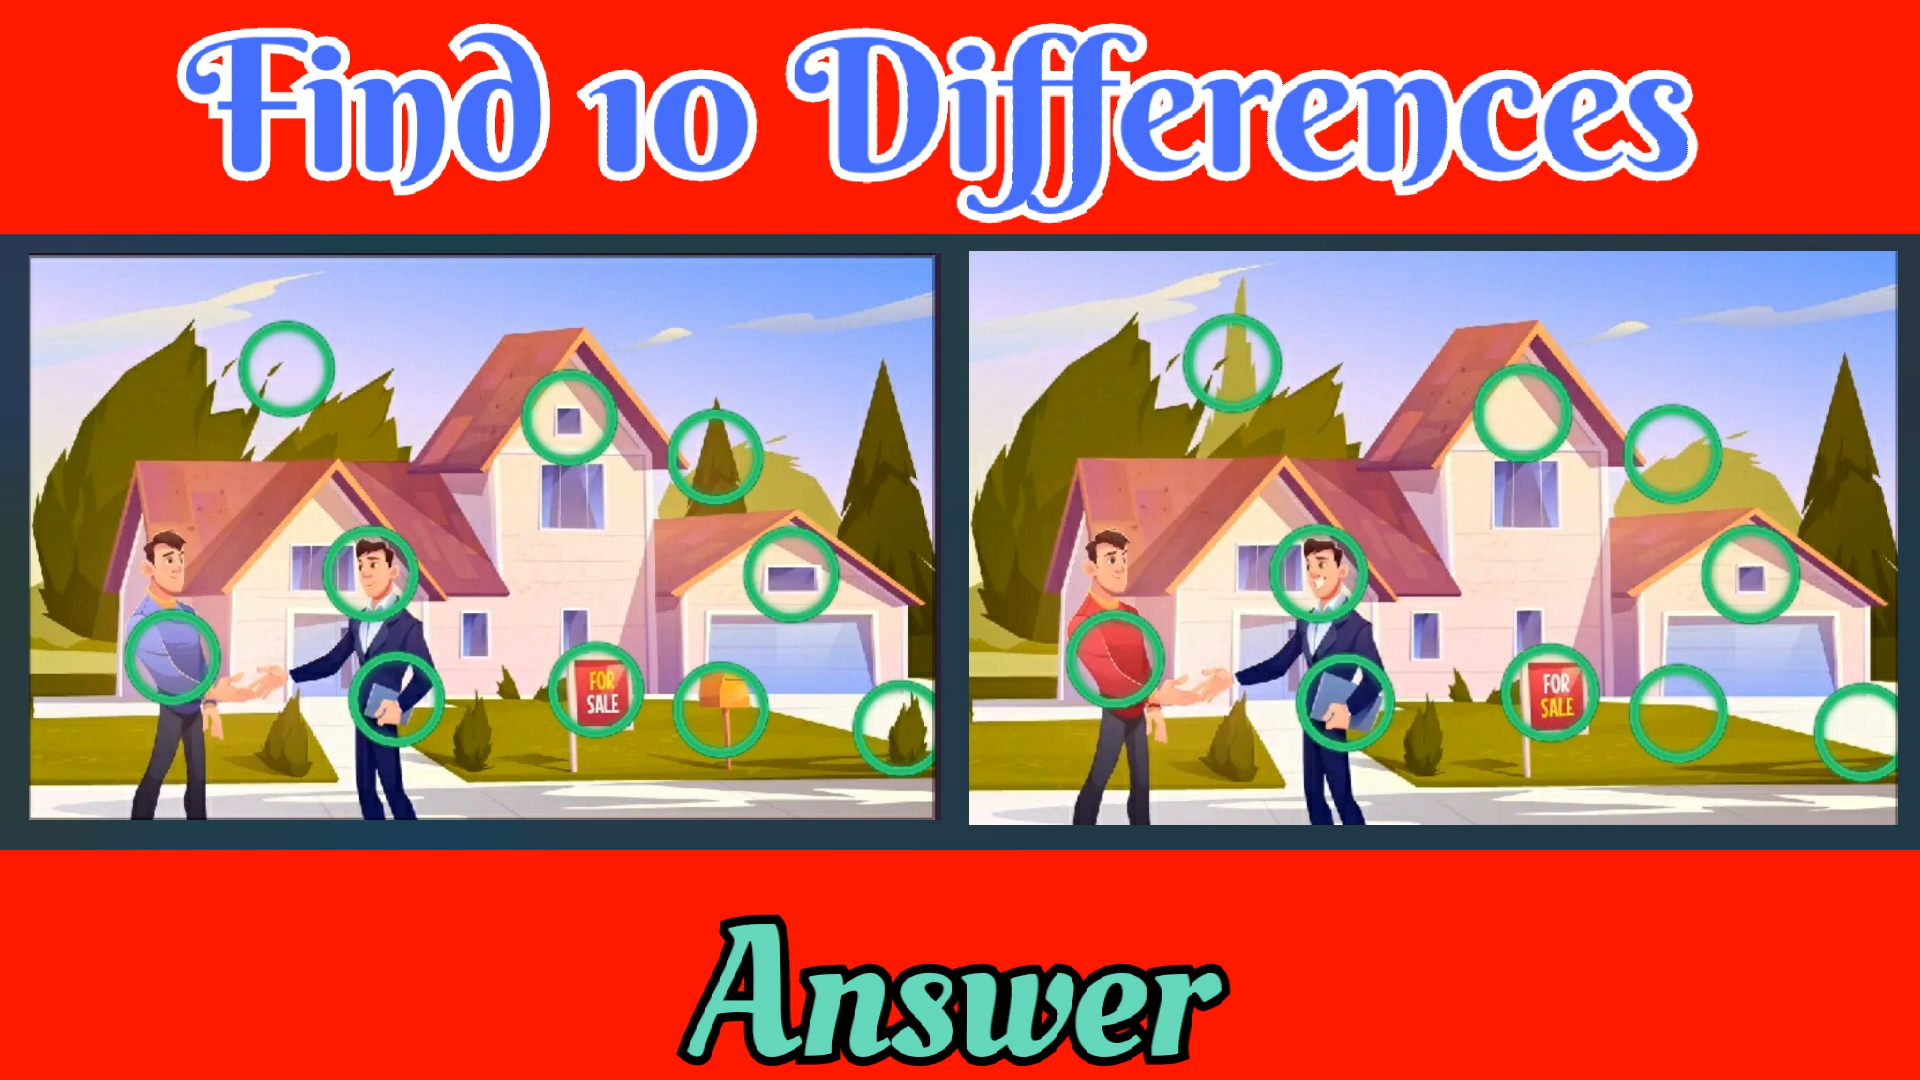 Find 10 Differences
FOR
SALE
FOR
SALE
Answer